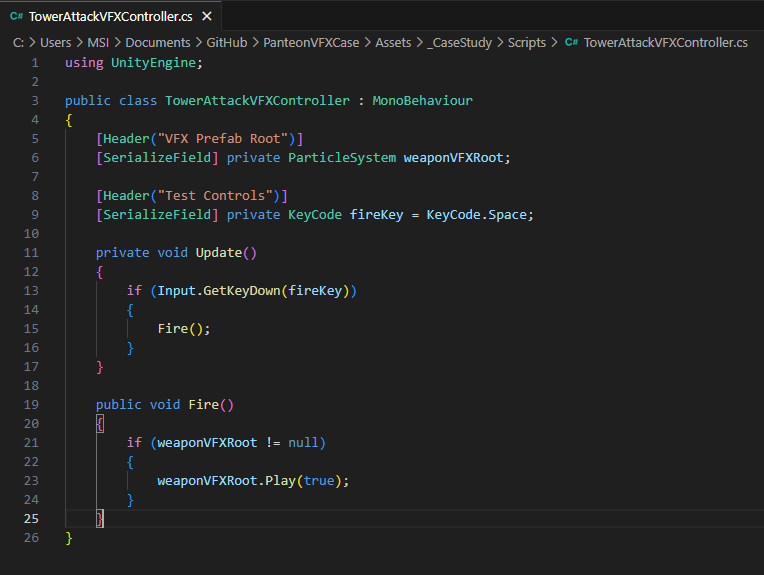 C# TowerAttackVFXController.cs ×
C: > Users > MSI > Documents > GitHub > PanteonVFXCase > Assets > _CaseStudy > Scripts > C# TowerAttackVFXController.cs
1 using UnityEngine;
2
3 public class TowerAttackVFXController : MonoBehaviour
4 {
5     [Header("VFX Prefab Root")]
6     [SerializeField] private ParticleSystem weaponVFXRoot;
7
8     [Header("Test Controls")]
9     [SerializeField] private KeyCode fireKey = KeyCode.Space;
10
11     private void Update()
12     {
13         if (Input.GetKeyDown(fireKey))
14         {
15             Fire();
16         }
17     }
18
19     public void Fire()
20     {
21         if (weaponVFXRoot != null)
22         {
23             weaponVFXRoot.Play(true);
24         }
25     }
26 }